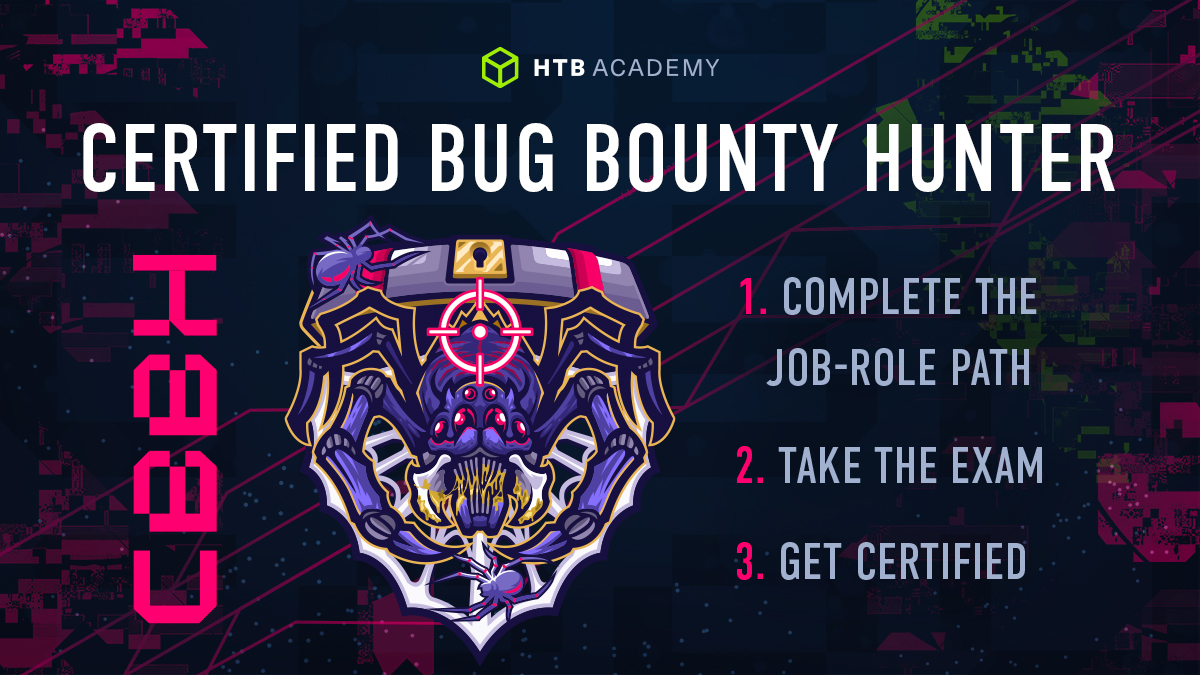 HTB ACADEMY
CERTIFIED BUG BOUNTY HUNTER
CBBH
1. COMPLETE THE
JOB-ROLE PATH
2. TAKE THE EXAM
3. GET CERTIFIED